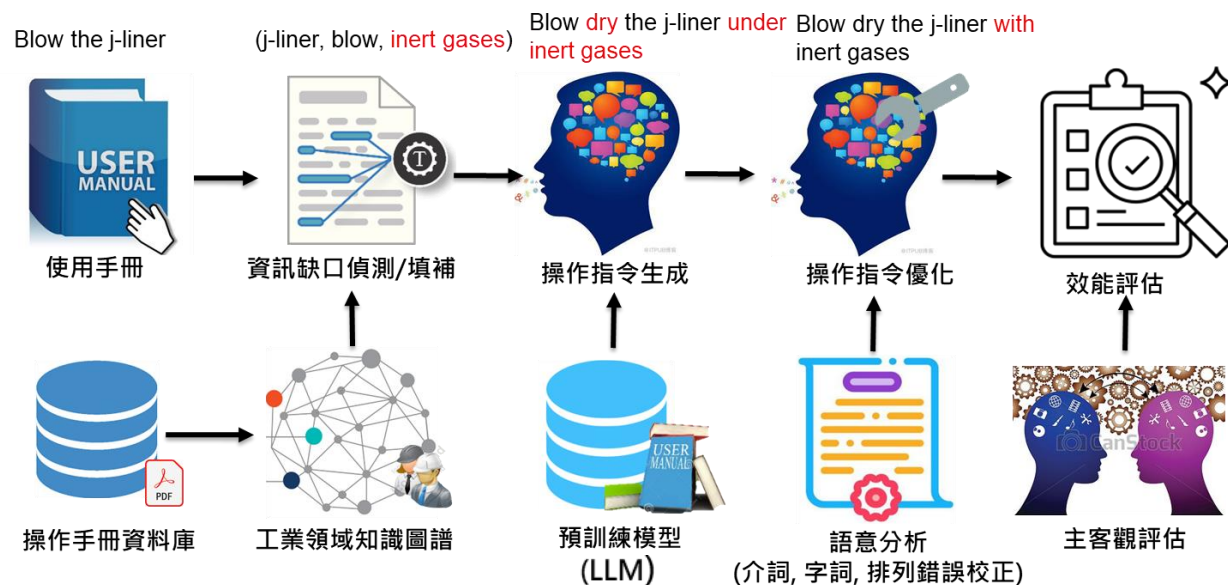 Blow the j-liner
(j-liner, blow, inert gases)
Blow dry the j-liner under
inert gases
Blow dry the j-liner with
inert gases
USER
MANUAL
T
使用手冊
資訊缺口偵測/填補
操作指令生成
操作指令優化
效能評估
PDF
USER
MANUAL
CanStock
操作手冊資料庫
工業領域知識圖譜
預訓練模型
(LLM)
語意分析
(介詞, 字詞, 排列錯誤校正)
主客觀評估